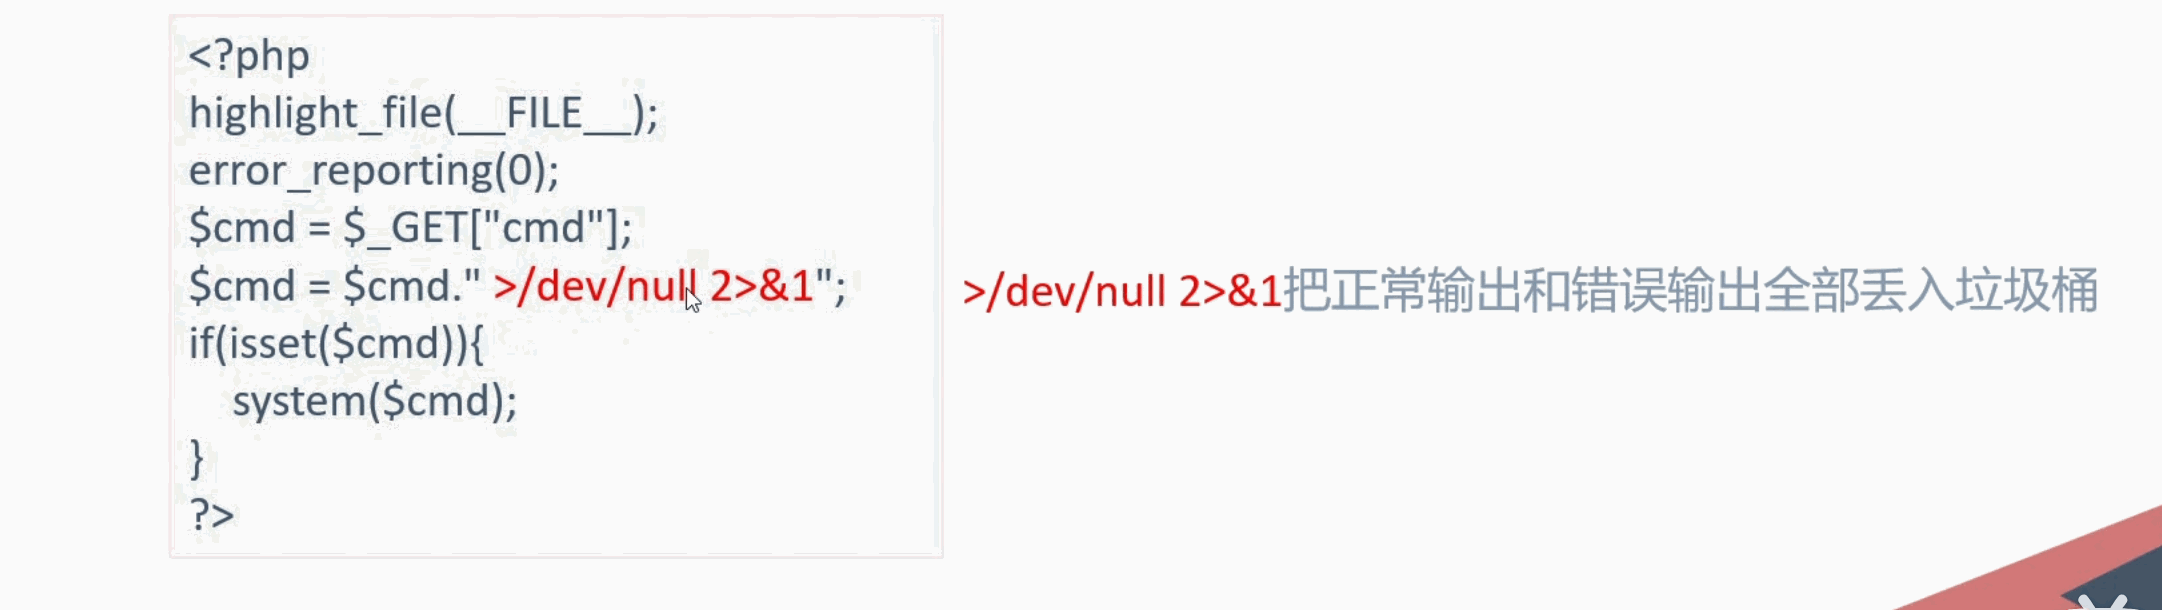 <?php
highlight_file(__FILE__);
error_reporting(0);
$cmd = $_GET["cmd"];
$cmd = $cmd." >/dev/null 2>&1";
if(isset($cmd)){
    system($cmd);
}
?>
>/dev/null 2>&1把正常输出和错误输出全部丢入垃圾桶